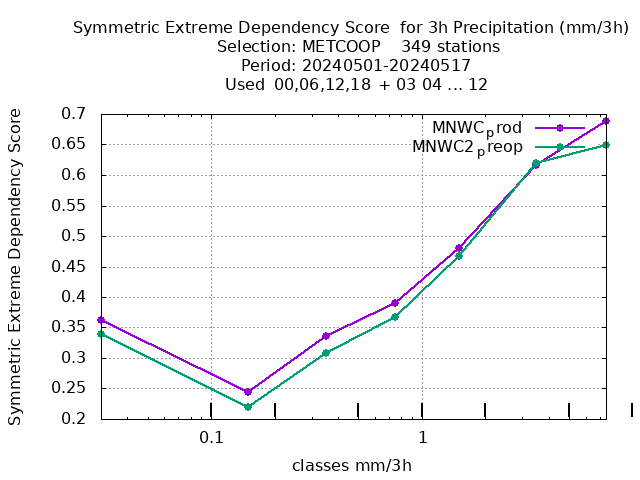 Symmetric Extreme Dependency Score for 3h Precipitation (mm/3h)
Selection: METCOOP 349 stations
Period: 20240501-20240517
Used 00,06,12,18 + 03 04 ... 12
MNWCprod
MNWC2preop
Symmetric Extreme Dependency Score
0.7
0.65
0.6
0.55
0.5
0.45
0.4
0.35
0.3
0.25
0.2
0.1 1
classes mm/3h